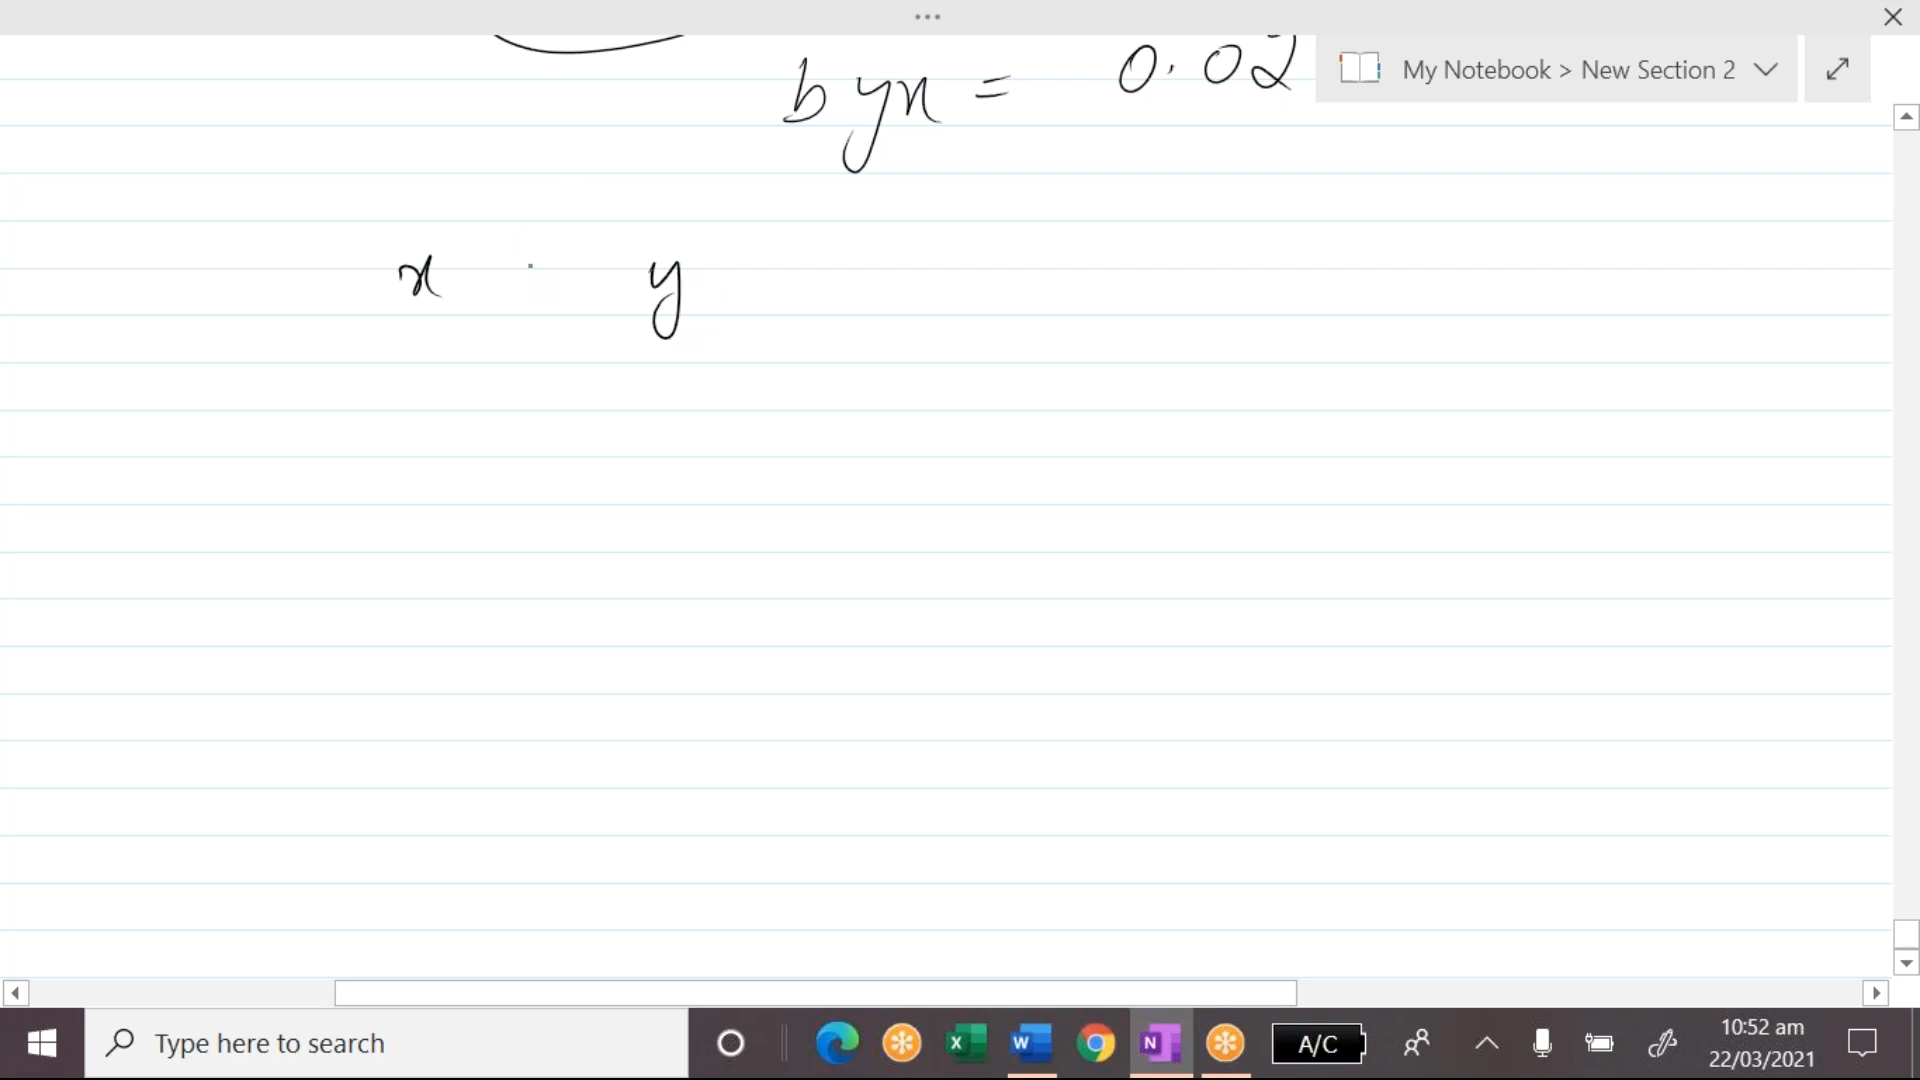 My Notebook > New Section 2
byx = 0.02
x y
Type here to search
A/C
10:52 am
22/03/2021